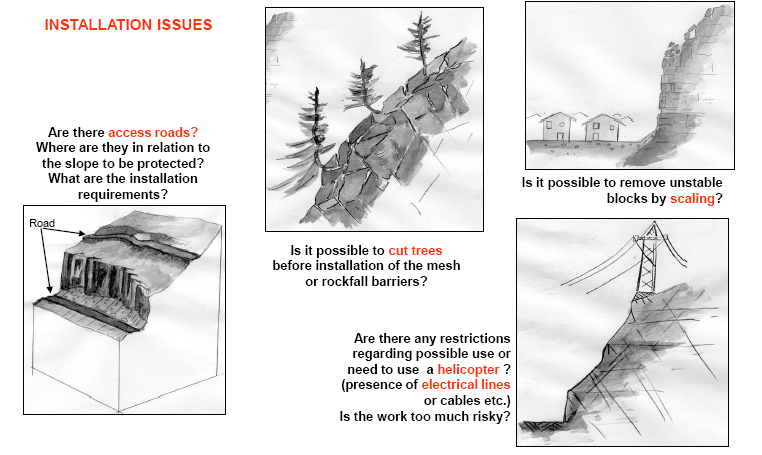 INSTALLATION ISSUES
Are there access roads?
Where are they in relation to
the slope to be protected?
What are the installation
requirements?
Road
Is it possible to cut trees
before installation of the mesh
or rockfall barriers?
Is it possible to remove unstable
blocks by scaling?
Are there any restrictions
regarding possible use or
need to use a helicopter ?
(presence of electrical lines
or cables etc.)
Is the work too much risky?